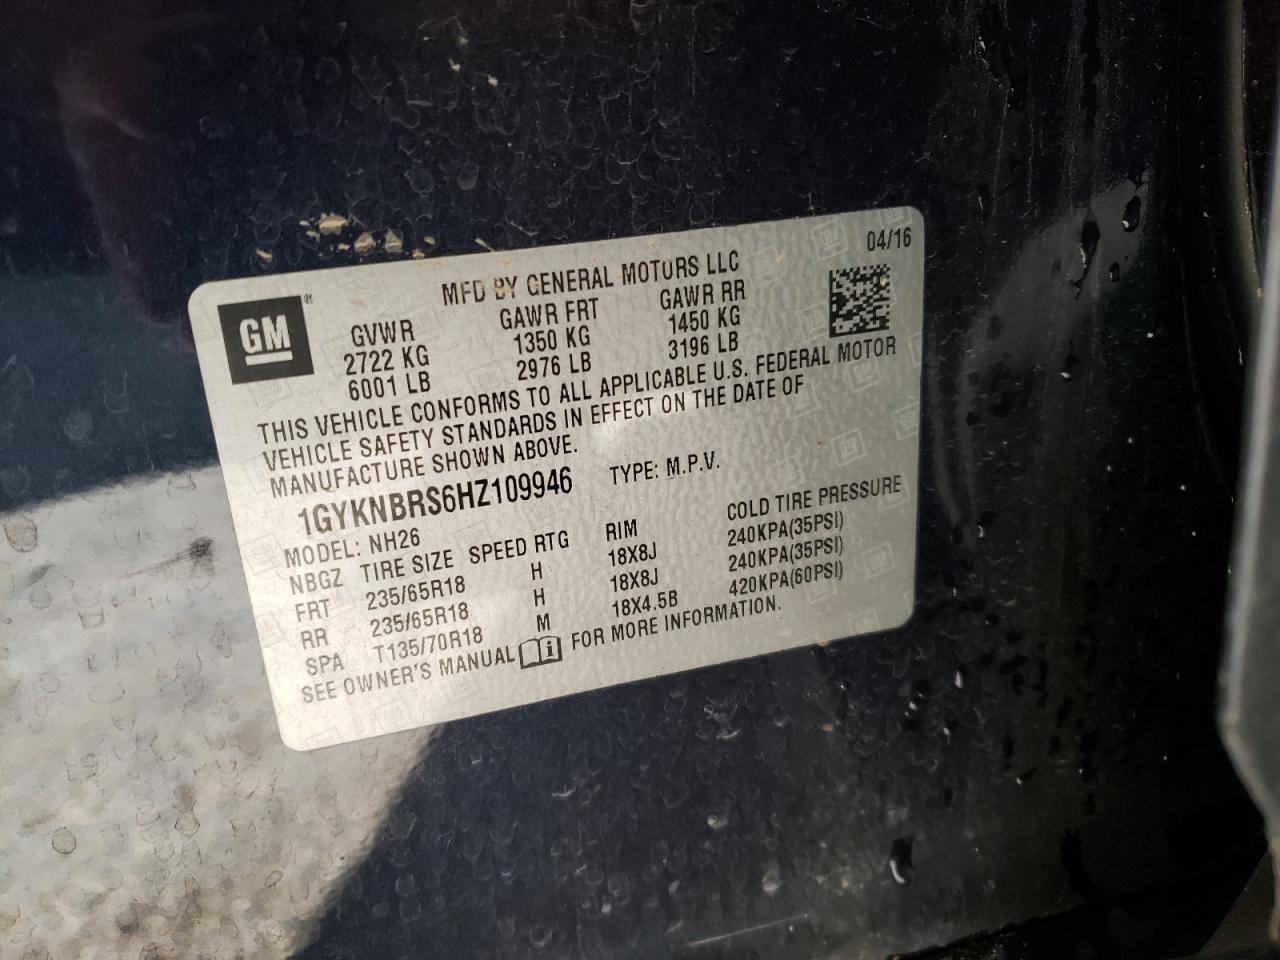 04/16
MFD BY GENERAL MOTORS LLC
GM®
GVWR GAWR FRT GAWR RR
2722 KG 1350 KG 1450 KG
6001 LB 2976 LB 3196 LB
THIS VEHICLE CONFORMS TO ALL APPLICABLE U.S. FEDERAL MOTOR
VEHICLE SAFETY STANDARDS IN EFFECT ON THE DATE OF
MANUFACTURE SHOWN ABOVE.
1GYKNBRS6HZ109946 TYPE: M.P.V.
MODEL: NH26
NBGZ TIRE SIZE SPEED RTG RIM COLD TIRE PRESSURE
FRT 235/65R18 H 18X8J 240KPA(35PSI)
RR 235/65R18 H 18X8J 240KPA(35PSI)
SPA T135/70R18 M 18X4.5B 420KPA(60PSI)
SEE OWNER'S MANUAL FOR MORE INFORMATION.